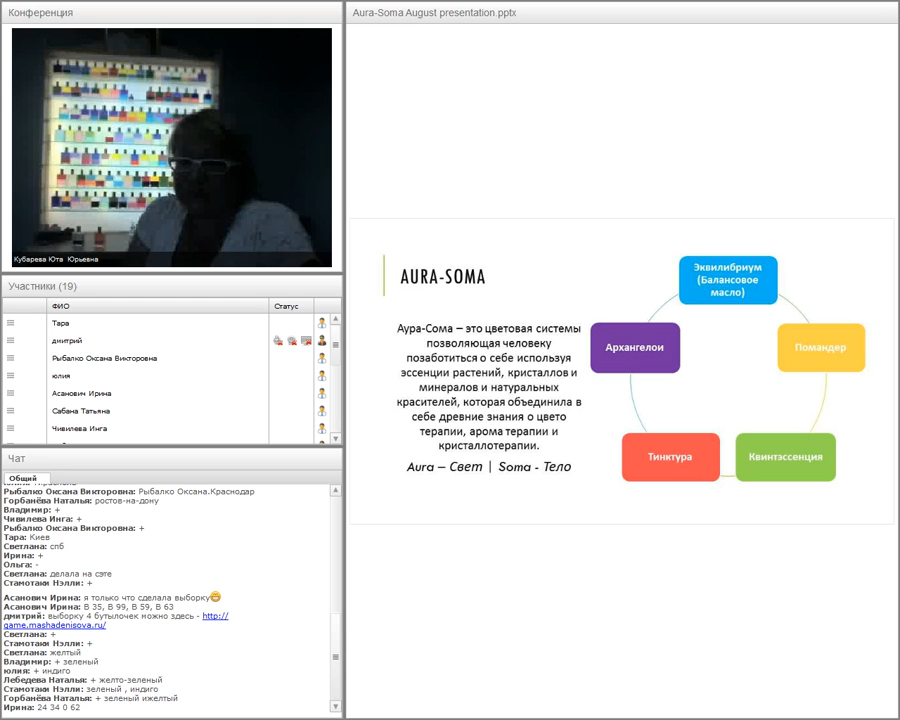 Конференция
Кубарева Юта Юрьевна
Участники (19)
ФИО
Статус
Тара
дмитрий
Рыбалко Оксана Викторовна
юлия
Асанович Ирина
Сабана Татьяна
Чивилева Инга
Чат
Общий
Рыбалко Оксана Викторовна: Рыбалко Оксана.Краснодар
Горбанёва Наталья: ростов-на-дону
Владимир: +
Чивилева Инга: +
Рыбалко Оксана Викторовна: +
Тара: Киев
Светлана: спб
Ирина: +
Ольга: -
Светлана: делала на сэте
Стамотаки Нэлли: +
Асанович Ирина: я только что сделала выборку
Асанович Ирина: В 35, В 99, В 59, В 63
дмитрий: выборку 4 бутылочек можно здесь - http://
game.mashadenisova.ru/
Светлана: +
Стамотаки Нэлли: +
Светлана: желтый
Владимир: + зеленый
юлия: + индиго
Лебедева Наталья: + желто-зеленый
Стамотаки Нэлли: зеленый , индиго
Горбанёва Наталья: + зеленый ижелтый
Ирина: 24 34 0 62
Aura-Soma August presentation.pptx
AURA-SOMA
Аура-Сома – это цветовая системы
позволяющая человеку
позаботиться о себе используя
эссенции растений, кристаллов и
минералов и натуральных
красителей, которая объединила в
себе древние знания о цвето
терапии, арома терапии и
кристаллотерапии.
Aura – Свет | Soma - Тело
Эквилибриум
(Балансовое
масло)
Архангелои
Помандер
Тинктура
Квинтэссенция